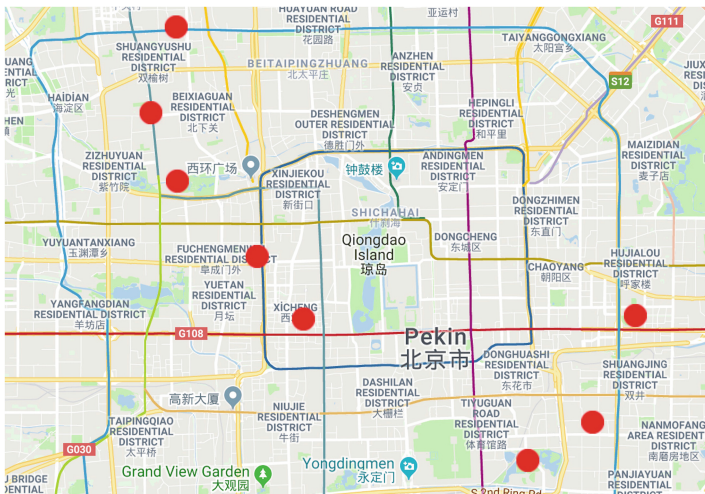 HUAYUAN ROAD
RESIDENTIAL
DISTRICT
花园路
亚运村
G111
SHUANGYUSHU
RESIDENTIAL
DISTRICT
双榆树
TAIYANGGONGXIANG
太阳宫乡
BEITAIPINGZHUANG
北太平庄
ANZHEN
RESIDENTIAL
DISTRICT
安贞
S12
HAIDIAN
海淀区
BEIXIAGUAN
RESIDENTIAL
DISTRICT
北下关
DESHENGMEN
OUTER RESIDENTIAL
DISTRICT
德胜门外
HEPINGLI
RESIDENTIAL
DISTRICT
和平里
ZIZHUYUAN
RESIDENTIAL
DISTRICT
紫竹院
西环广场
XINJIEKOU
RESIDENTIAL
DISTRICT
新街口
钟鼓楼
ANDINGMEN
RESIDENTIAL
DISTRICT
安定门
MAIZIDIAN
RESIDENTIAL
DISTRICT
麦子店
SHICHAHAI
什刹海
DONGZHIMEN
RESIDENTIAL
DISTRICT
东直门
YUYUANTANXIANG
玉渊潭乡
FUCHENGMENW
RESIDENTIAL DIST CT
阜成门外
Qiongdao
Island
琼岛
DONGCHENG
东城区
CHAOYANG
朝阳区
HUJIALOU
RESIDENTIAL
DISTRICT
呼家楼
YUETAN
RESIDENTIAL
DISTRICT
月坛
YANGFANGDIAN
RESIDENTIAL DISTRICT
羊坊店
XICHENG
西
G108
Pekin
北京市
DONGHUASHI
RESIDENTIAL
DISTRICT
东花市
SHUANGJING
RESIDENTIAL
DISTRICT
双井
高新大厦
DASHILAN
RESIDENTIAL
DISTRICT
大栅栏
NIUJIE
RESIDENTIAL
DISTRICT
牛街
TIYUGUAN
ROAD
RESIDENTIAL
DISTRICT
体育馆路
TAIPINGQIAO
RESIDENTIAL
DISTRICT
太平桥
G030
NANMOFANG
AREA RESIDENT
DISTRICT
南磨房地区
Grand View Garden
大观园
Yongdingmen
永定门
PANJIAYUAN
RESIDENTIAL
BRIDGE
S 2nd Ring Rd